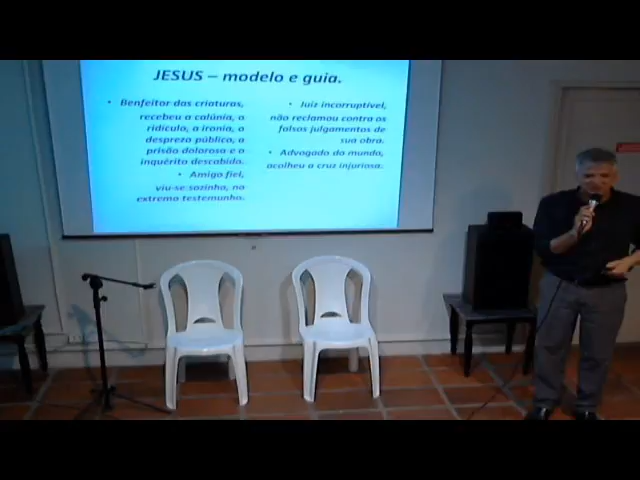 JESUS – modelo e guia.
• Benfeitor das criaturas,
recebeu a calúnia, o
ridículo, a ironia, o
desprezo público, a
prisão dolorosa e o
inquérito descabido.
• Amigo fiel,
viu-se sozinho, no
extremo testemunho.
• Juiz incorruptível,
não reclamou contra os
falsos julgamentos de
sua obra.
• Advogado do mundo,
acolheu a cruz injuriosa.